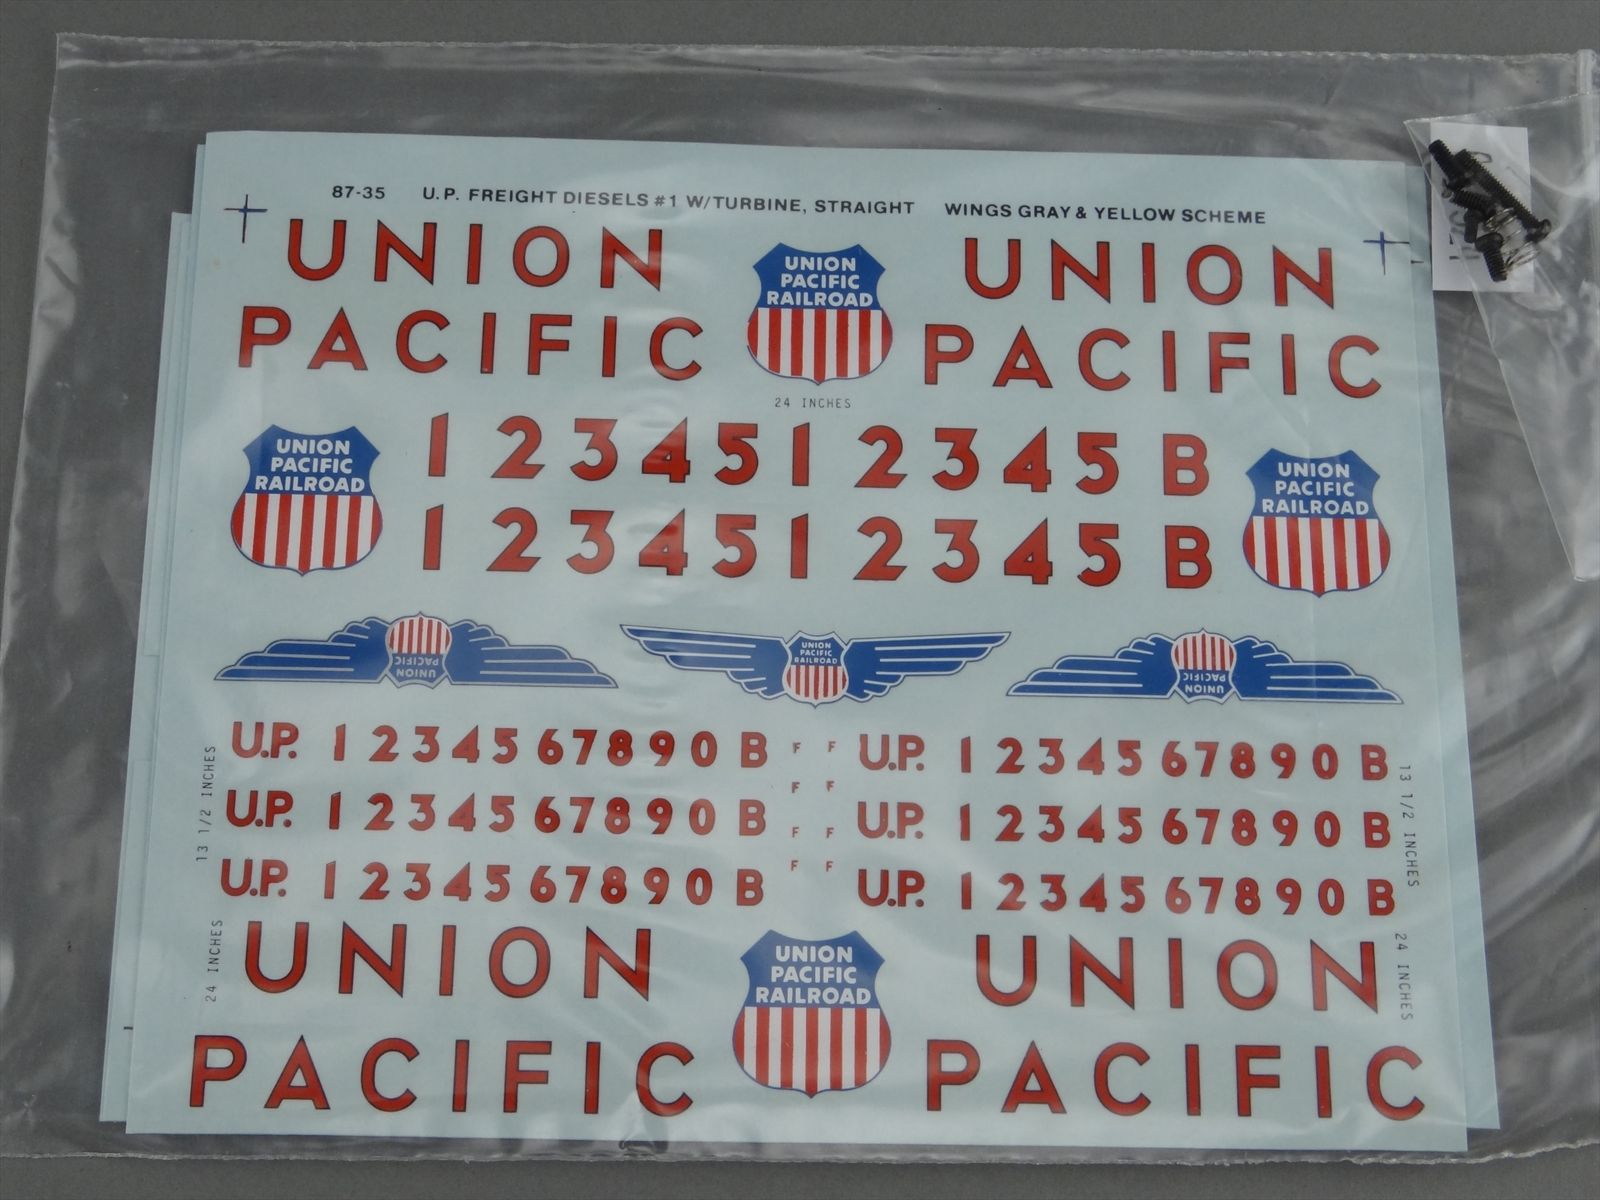 87-35 U.P. FREIGHT DIESELS #1 W/TURBINE, STRAIGHT WINGS GRAY & YELLOW SCHEME
UNION
PACIFIC
UNION
PACIFIC
RAILROAD
UNION
PACIFIC
24 INCHES
UNION
PACIFIC
RAILROAD
1 2 3 4 5 1 2 3 4 5 B
1 2 3 4 5 1 2 3 4 5 B
UNION
PACIFIC
RAILROAD
UNION
PACIFIC
UNION
PACIFIC
RAILROAD
UNION
PACIFIC
13 1/2 INCHES
U.P. 1 2 3 4 5 6 7 8 9 0 B F F U.P. 1 2 3 4 5 6 7 8 9 0 B
F F
U.P. 1 2 3 4 5 6 7 8 9 0 B F F U.P. 1 2 3 4 5 6 7 8 9 0 B
F F
U.P. 1 2 3 4 5 6 7 8 9 0 B U.P. 1 2 3 4 5 6 7 8 9 0 B
13 1/2 INCHES
24 INCHES
UNION
PACIFIC
UNION
PACIFIC
RAILROAD
UNION
PACIFIC
24 INCHES